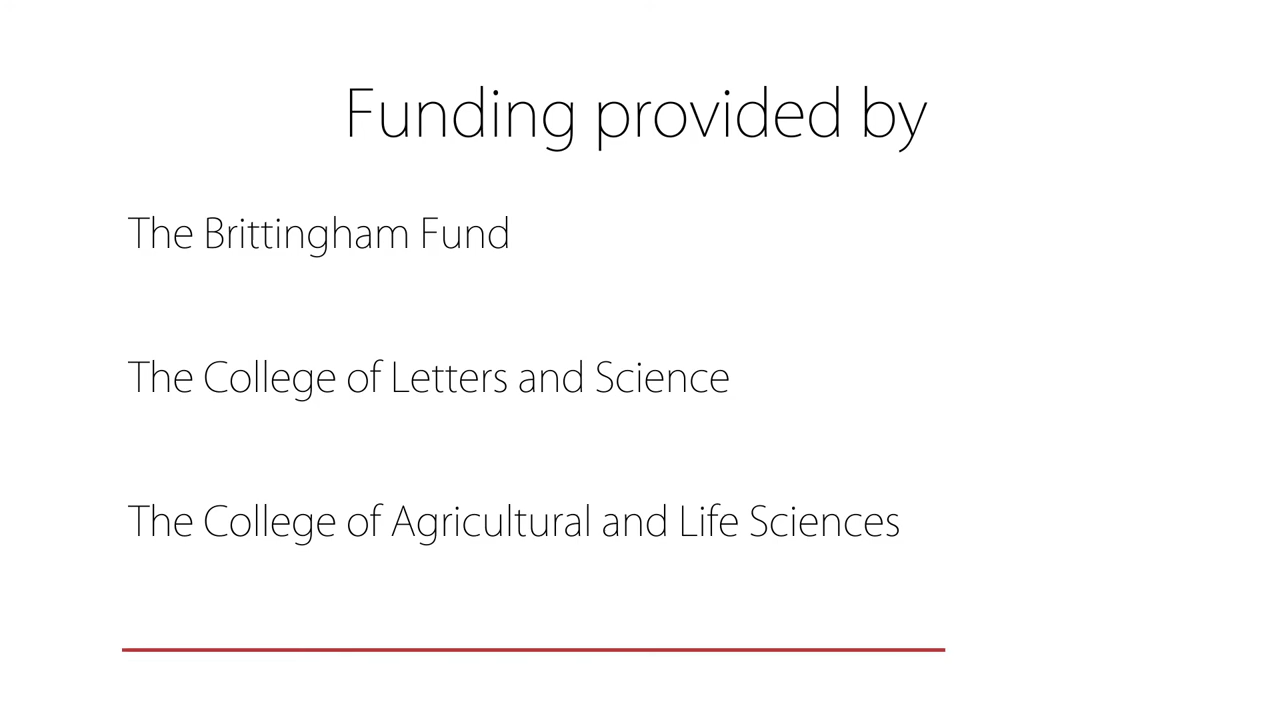 Funding provided by
The Brittingham Fund
The College of Letters and Science
The College of Agricultural and Life Sciences